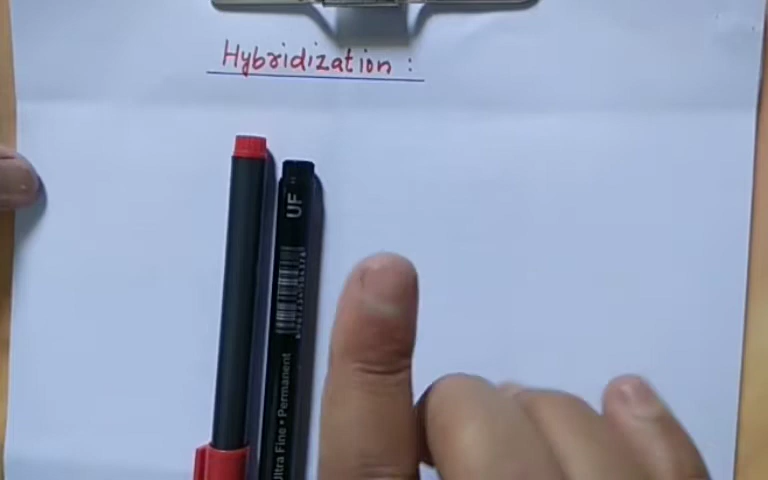 Hybridization :
UF
Ultra Fine • Permanent